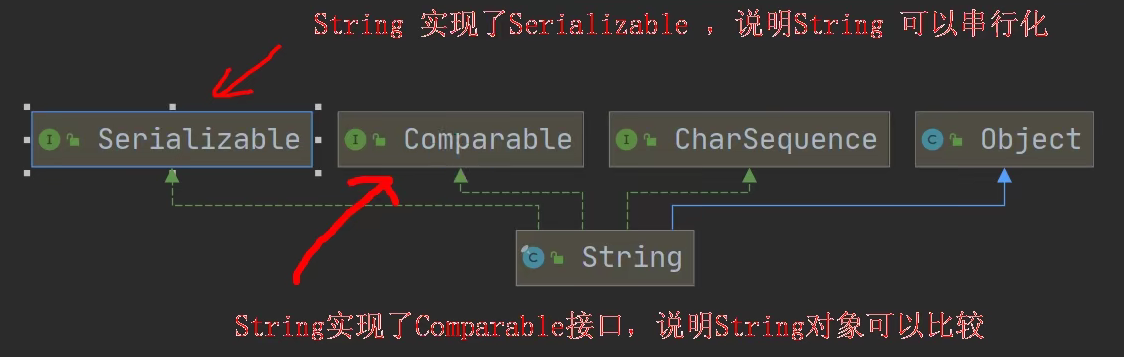 String 实现了Serializable ，说明String 可以串行化
I Serializable
I Comparable
I CharSequence
C Object
C String
String实现了Comparable接口，说明String对象可以比较